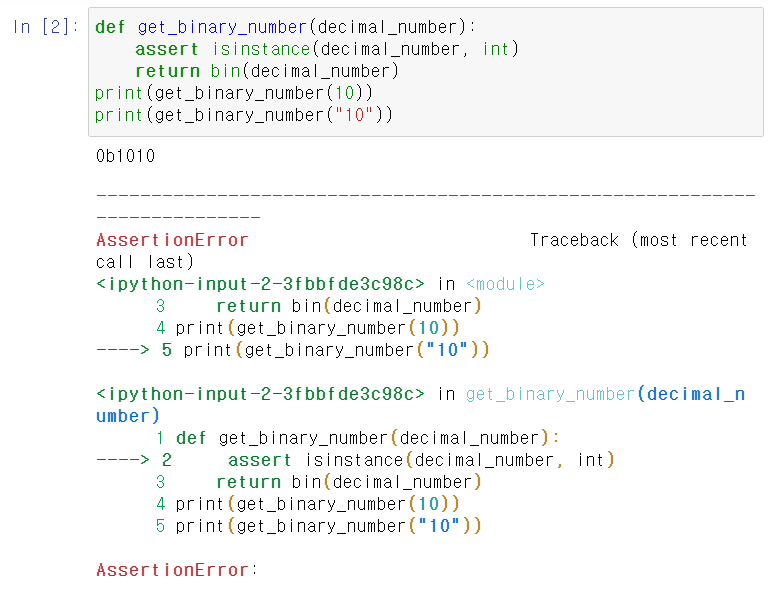 In [2]: def get_binary_number(decimal_number):
    assert isinstance(decimal_number, int)
    return bin(decimal_number)
print(get_binary_number(10))
print(get_binary_number("10"))
0b1010
-------------------------------------------------------------
---------------
AssertionError                          Traceback (most recent
call last)
<ipython-input-2-3fbbfde3c98c> in <module>
      3     return bin(decimal_number)
      4 print(get_binary_number(10))
----> 5 print(get_binary_number("10"))
<ipython-input-2-3fbbfde3c98c> in get_binary_number(decimal_n
umber)
      1 def get_binary_number(decimal_number):
----> 2     assert isinstance(decimal_number, int)
      3     return bin(decimal_number)
      4 print(get_binary_number(10))
      5 print(get_binary_number("10"))
AssertionError: